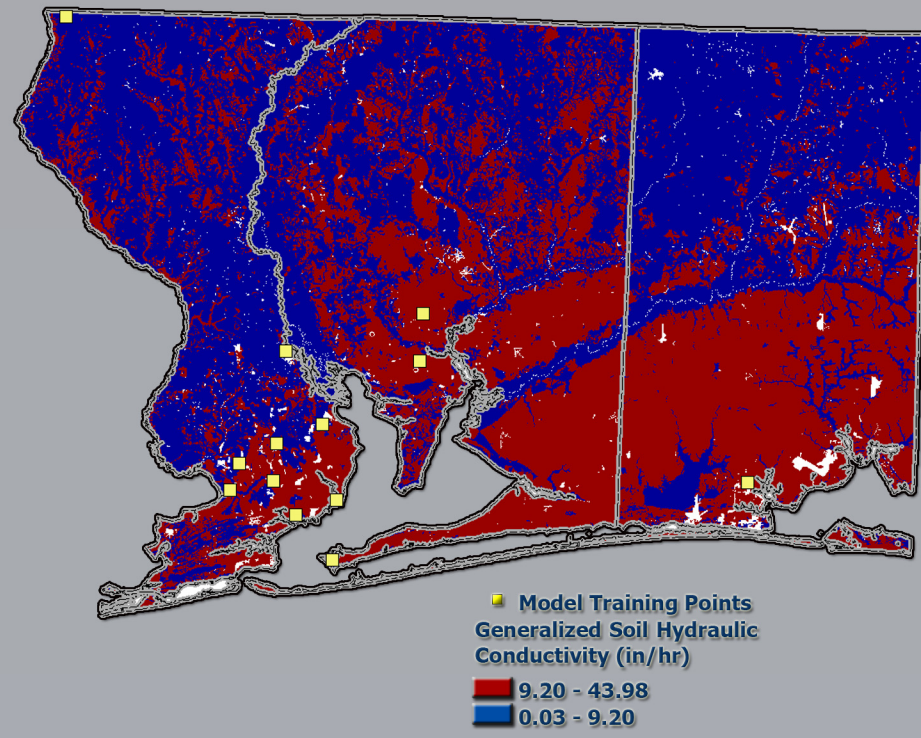 Model Training Points
Generalized Soil Hydraulic
Conductivity (in/hr)
9.20 - 43.98
0.03 - 9.20